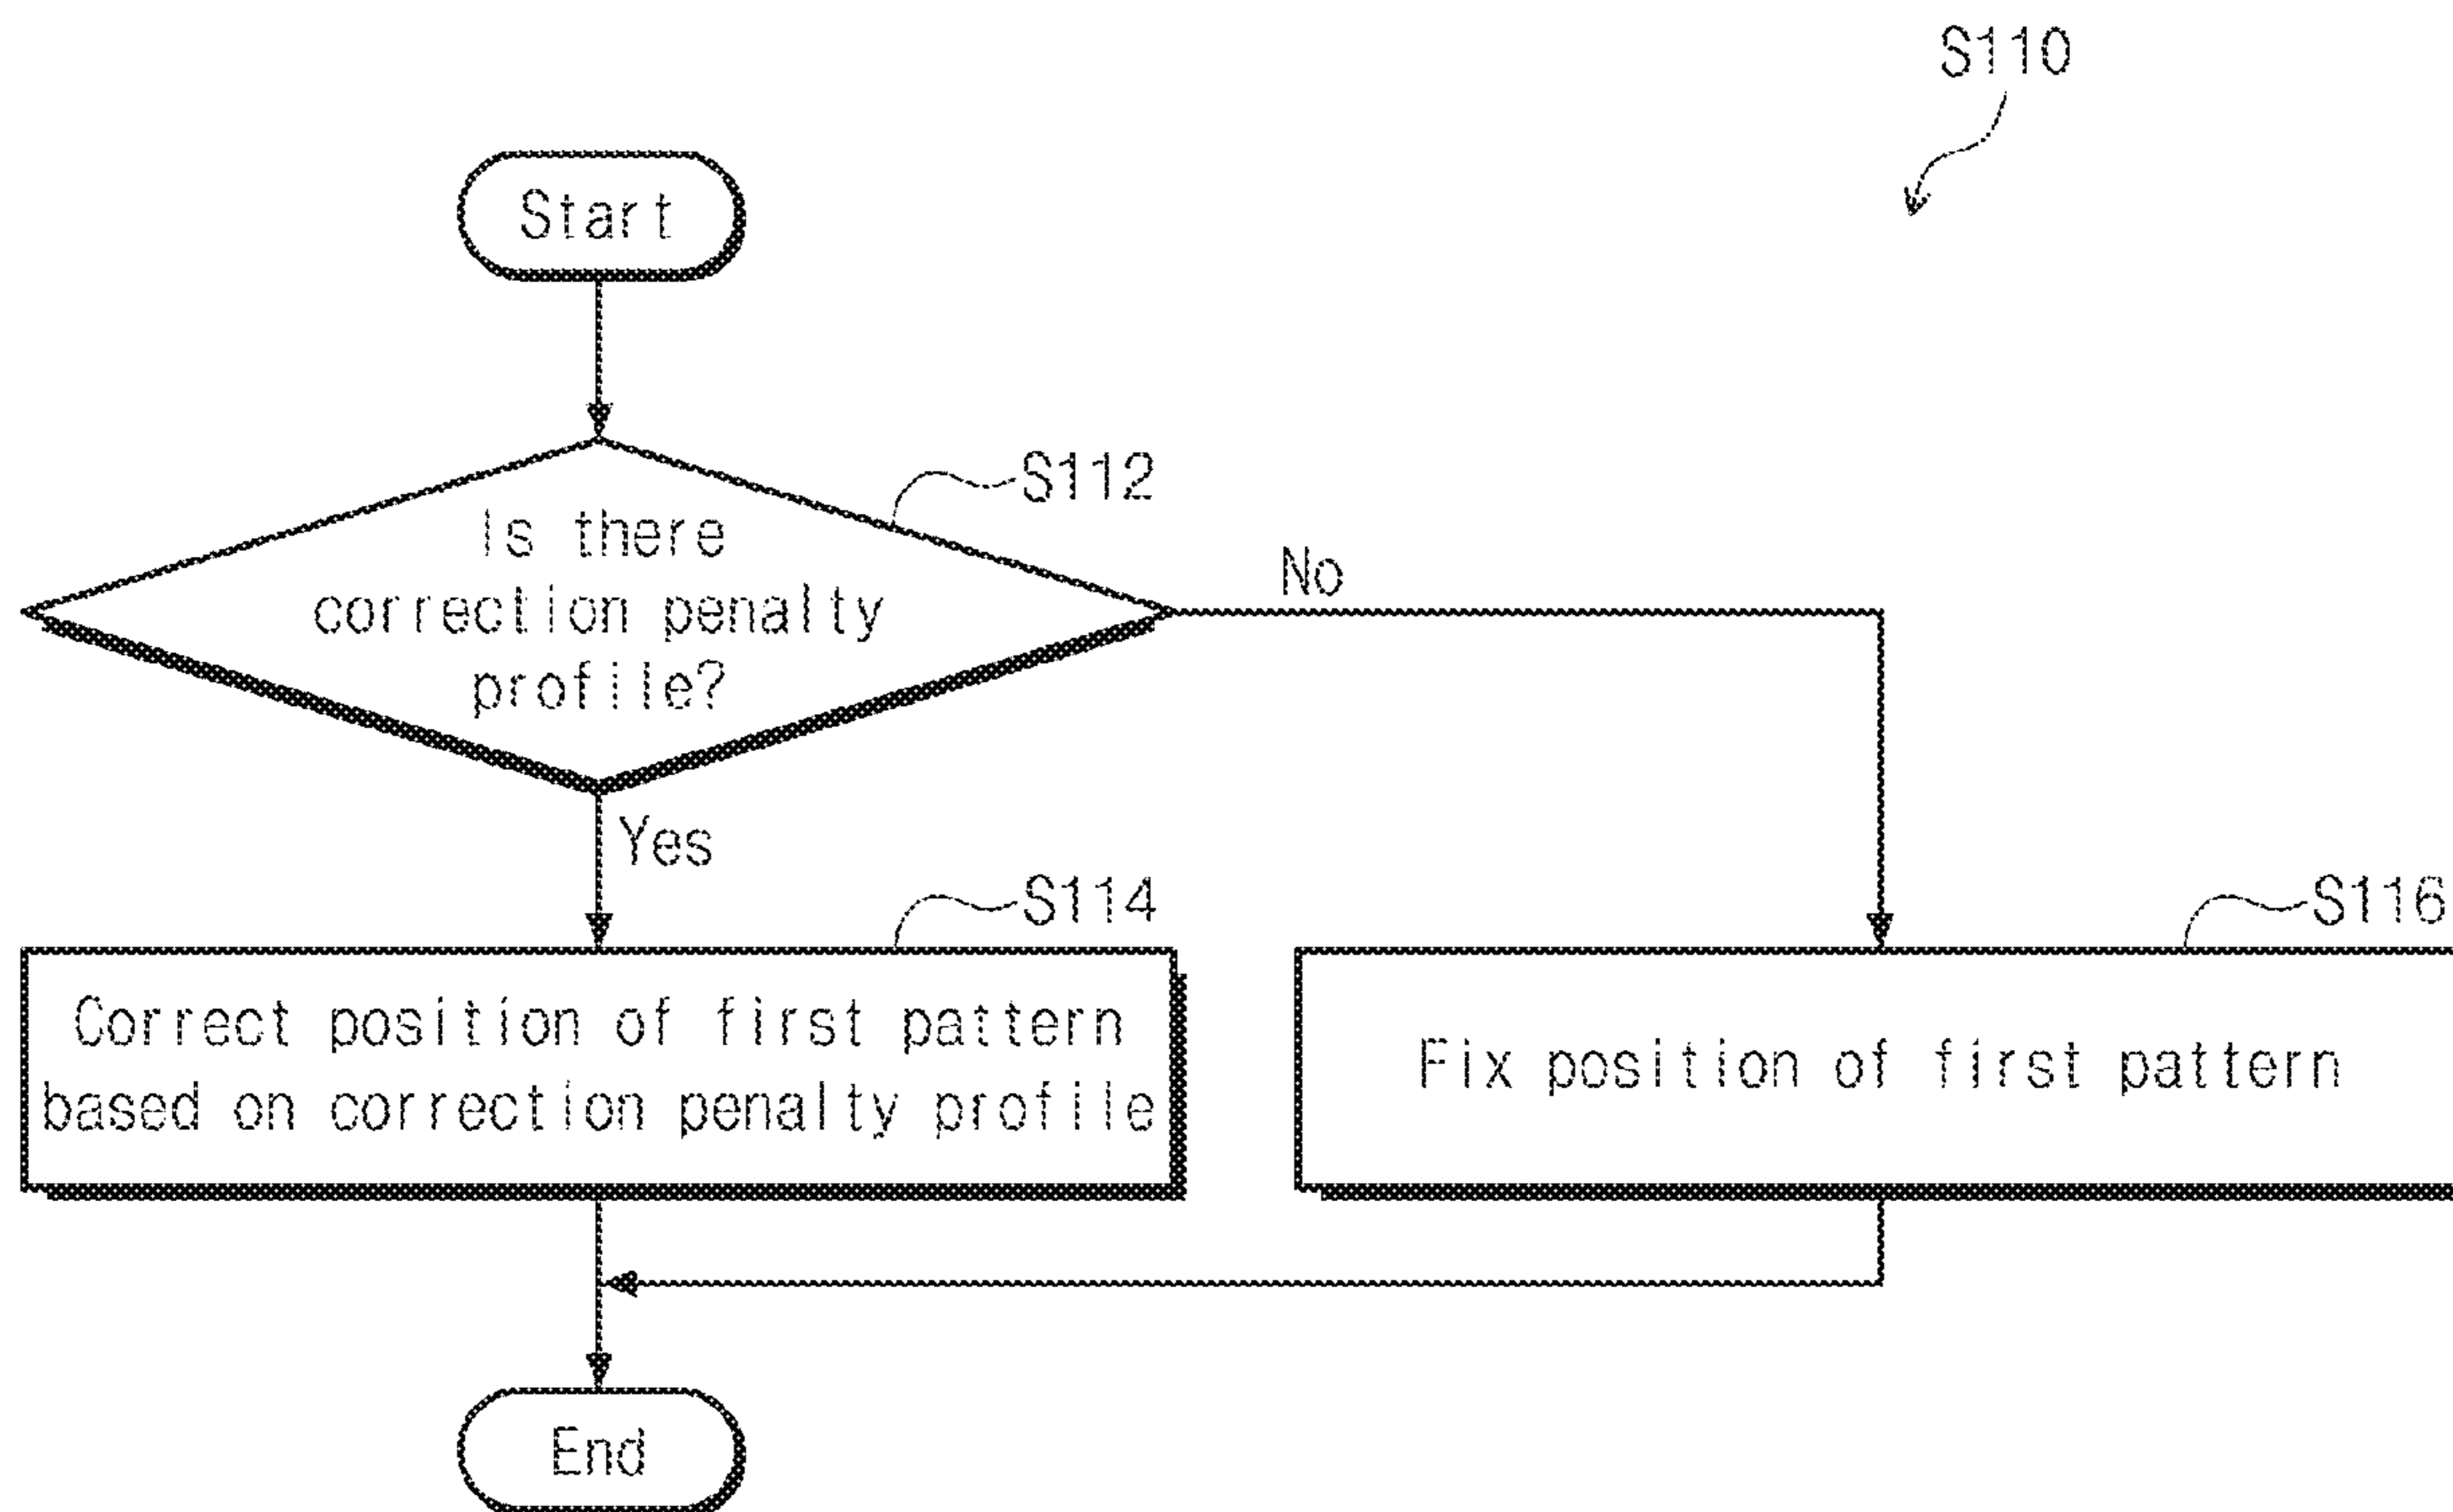 S110
Start
S112
Is there
correction penalty
profile?
No
Yes
S114
S116
Correct position of first pattern
based on correction penalty profile
Fix position of first pattern
End